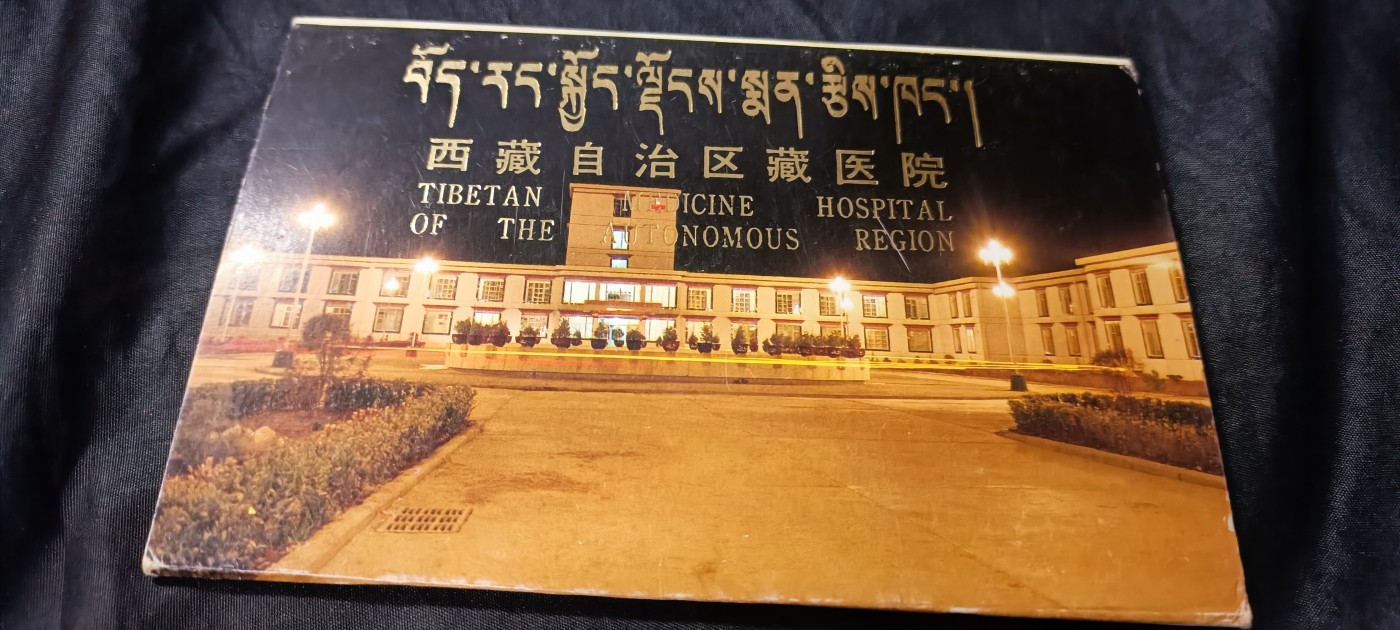 བོད་རང་སྐྱོང་ལྗོངས་སྨན་རྩིས་ཁང་།
西藏自治区藏医院
TIBETAN MEDICINE HOSPITAL
OF THE AUTONOMOUS REGION